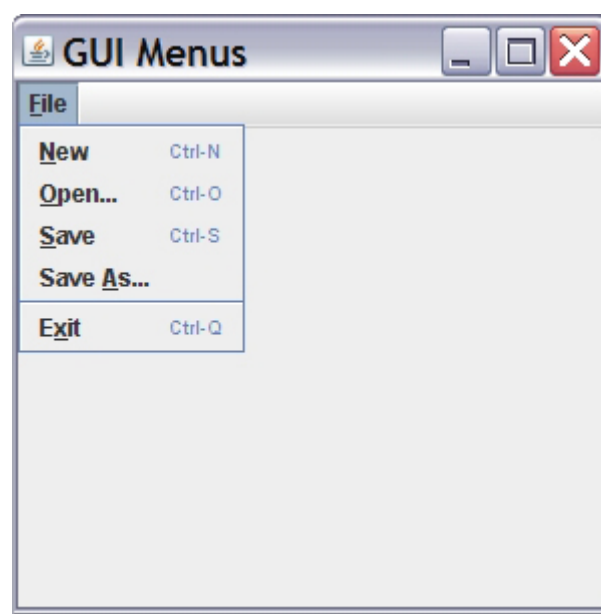 GUI Menus
File
New Ctrl-N
Open... Ctrl-O
Save Ctrl-S
Save As...
Exit Ctrl-Q